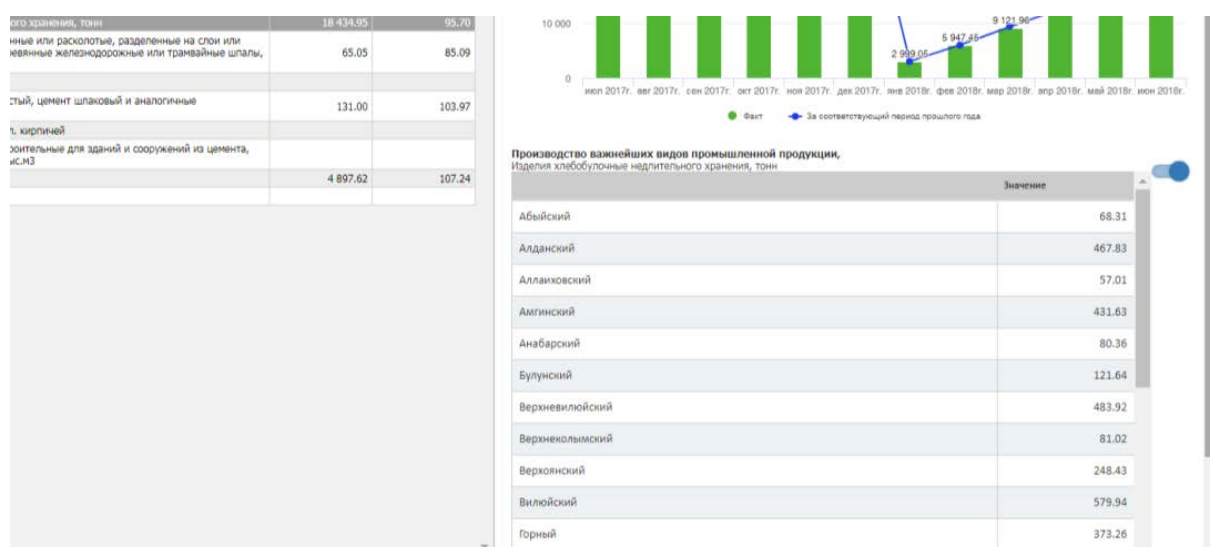 ого хранения, тонн 18 434.95 95.70
нные или расколотые, разделенные на слои или
евянные железнодорожные или трамвайные шпалы, 65.05 85.09
стый, цемент шлаковый и аналогичные 131.00 103.97
л. кирпичей
роительные для зданий и сооружений из цемента,
ыс.м3
4 897.62 107.24
10 000
0
2 999.05
5 947.45
9 121.96
июл 2017г. авг 2017г. сен 2017г. окт 2017г. ноя 2017г. дек 2017г. янв 2018г. фев 2018г. мар 2018г. апр 2018г. май 2018г. июн 2018г.
Факт За соответствующий период прошлого года
Производство важнейших видов промышленной продукции,
Изделия хлебобулочные недлительного хранения, тонн
Значение
Абыйский 68.31
Алданский 467.83
Аллаиховский 57.01
Амгинский 431.63
Анабарский 80.36
Булунский 121.64
Верхневилюйский 483.92
Верхнеколымский 81.02
Верхоянский 248.43
Вилюйский 579.94
Горный 373.26